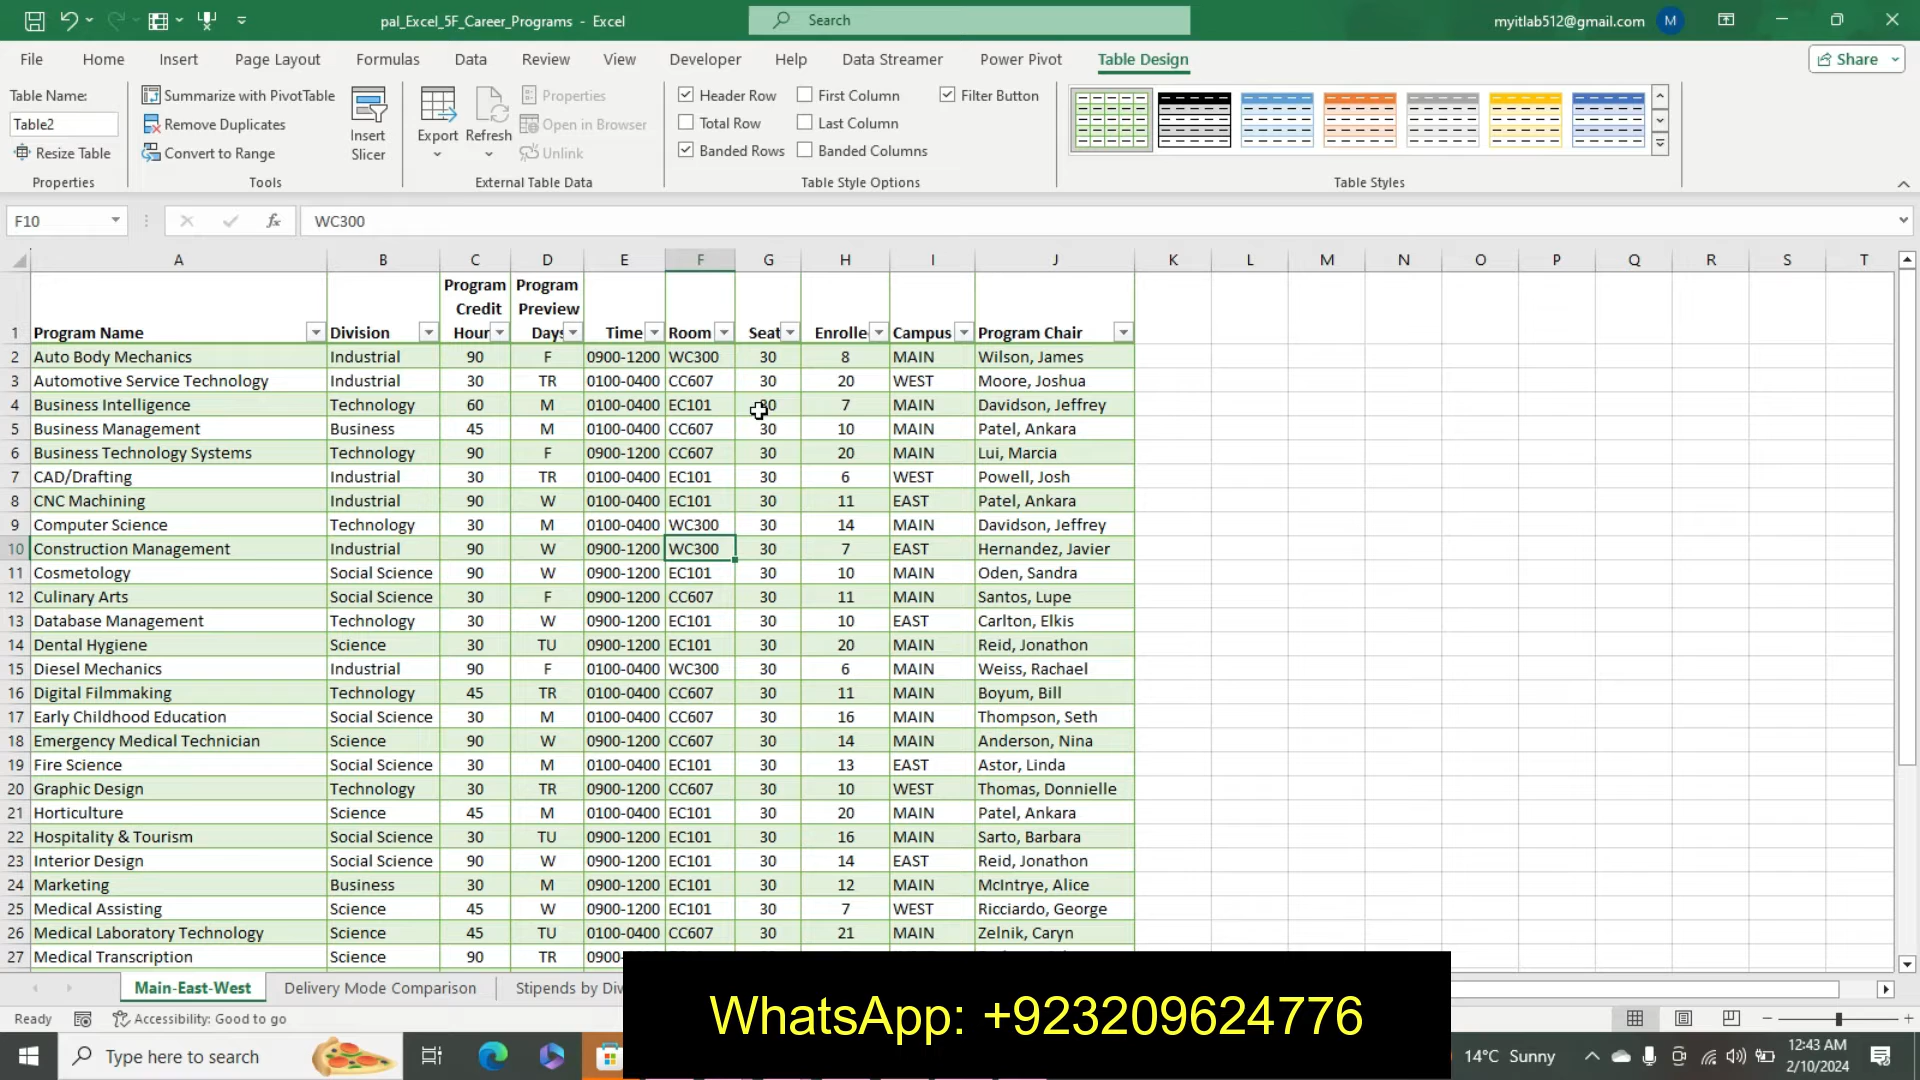 pal_Excel_5F_Career_Programs - Excel
Search
myitlab512@gmail.com
M
File Home Insert Page Layout Formulas Data Review View Developer Help Data Streamer Power Pivot Table Design
Share
Table Name:
Table2
Resize Table
Properties
Summarize with PivotTable
Remove Duplicates
Convert to Range
Tools
Insert Slicer
Export
Refresh
Properties
Open in Browser
Unlink
External Table Data
Header Row First Column Filter Button
Total Row Last Column
Banded Rows Banded Columns
Table Style Options
Table Styles
F10 fx WC300
A B C D E F G H I J K L M N O P Q R S T
Program Program
Credit Preview
1 Program Name Division Hour Days Time Room Seat Enrolle Campus Program Chair
2 Auto Body Mechanics Industrial 90 F 0900-1200 WC300 30 8 MAIN Wilson, James
3 Automotive Service Technology Industrial 30 TR 0100-0400 CC607 30 20 WEST Moore, Joshua
4 Business Intelligence Technology 60 M 0100-0400 EC101 30 7 MAIN Davidson, Jeffrey
5 Business Management Business 45 M 0100-0400 CC607 30 10 MAIN Patel, Ankara
6 Business Technology Systems Technology 90 F 0900-1200 CC607 30 20 MAIN Lui, Marcia
7 CAD/Drafting Industrial 30 TR 0100-0400 EC101 30 6 WEST Powell, Josh
8 CNC Machining Industrial 90 W 0100-0400 EC101 30 11 EAST Patel, Ankara
9 Computer Science Technology 30 M 0100-0400 WC300 30 14 MAIN Davidson, Jeffrey
10 Construction Management Industrial 90 W 0900-1200 WC300 30 7 EAST Hernandez, Javier
11 Cosmetology Social Science 90 W 0900-1200 EC101 30 10 MAIN Oden, Sandra
12 Culinary Arts Social Science 30 F 0900-1200 CC607 30 11 MAIN Santos, Lupe
13 Database Management Technology 30 W 0900-1200 EC101 30 10 EAST Carlton, Elkis
14 Dental Hygiene Science 30 TU 0900-1200 EC101 30 20 MAIN Reid, Jonathon
15 Diesel Mechanics Industrial 90 F 0100-0400 WC300 30 6 MAIN Weiss, Rachael
16 Digital Filmmaking Technology 45 TR 0100-0400 CC607 30 11 MAIN Boyum, Bill
17 Early Childhood Education Social Science 30 M 0100-0400 CC607 30 16 MAIN Thompson, Seth
18 Emergency Medical Technician Science 90 W 0900-1200 CC607 30 14 MAIN Anderson, Nina
19 Fire Science Social Science 30 M 0100-0400 EC101 30 13 EAST Astor, Linda
20 Graphic Design Technology 30 TR 0900-1200 CC607 30 10 WEST Thomas, Donnielle
21 Horticulture Science 45 M 0100-0400 EC101 30 20 MAIN Patel, Ankara
22 Hospitality & Tourism Social Science 30 TU 0900-1200 EC101 30 16 MAIN Sarto, Barbara
23 Interior Design Social Science 90 W 0900-1200 EC101 30 14 EAST Reid, Jonathon
24 Marketing Business 30 M 0900-1200 EC101 30 12 MAIN McIntrye, Alice
25 Medical Assisting Science 45 W 0900-1200 EC101 30 7 WEST Ricciardo, George
26 Medical Laboratory Technology Science 45 TU 0100-0400 CC607 30 21 MAIN Zelnik, Caryn
27 Medical Transcription Science 90 TR 0900-
Main-East-West Delivery Mode Comparison Stipends by Div
WhatsApp: +923209624776
Ready Accessibility: Good to go
Type here to search
14°C Sunny
12:43 AM
2/10/2024